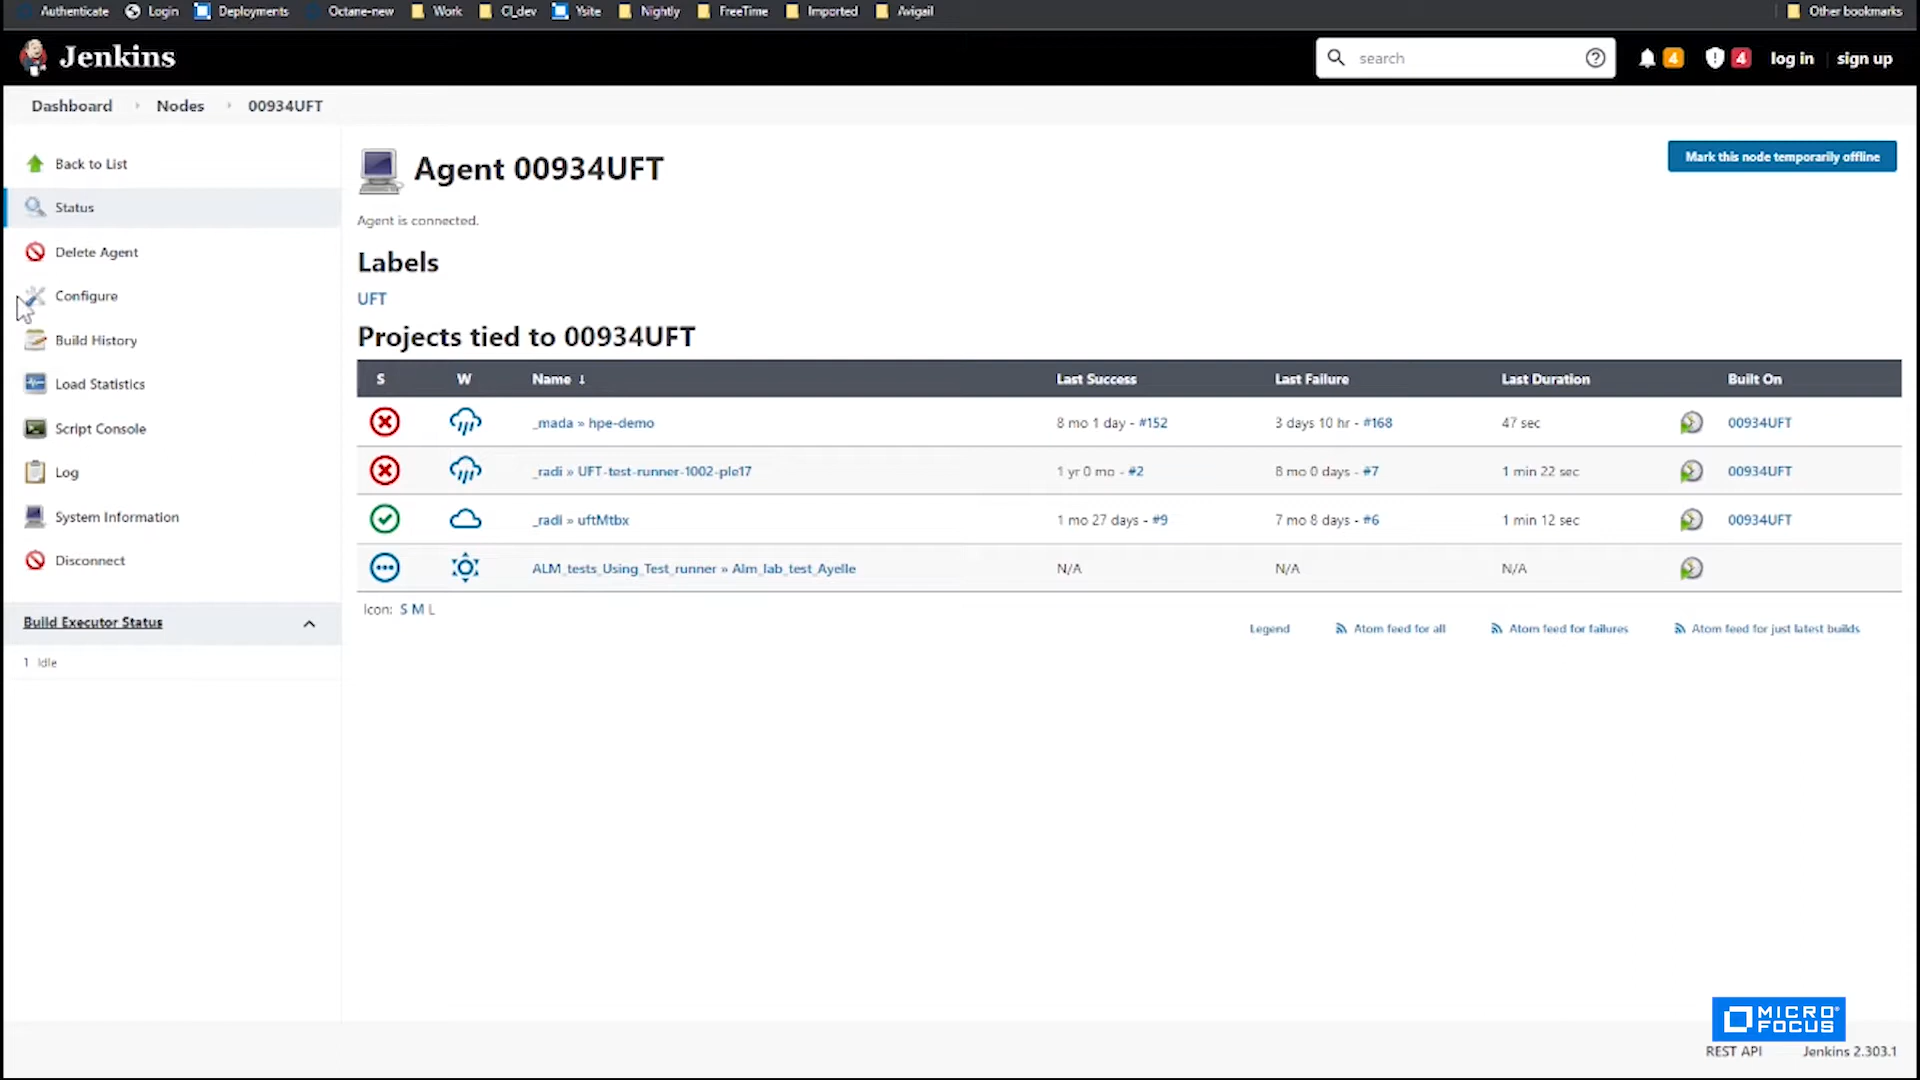 Authenticate Login Deployments Octane-new Work CI_dev Ysite Nightly FreeTime Imported Avigail Other bookmarks
Jenkins search 4 4 log in sign up
Dashboard Nodes 00934UFT
Back to List
Status
Delete Agent
Configure
Build History
Load Statistics
Script Console
Log
System Information
Disconnect
Build Executor Status
1 Idle
Agent 00934UFT
Mark this node temporarily offline
Agent is connected.
Labels
UFT
Projects tied to 00934UFT
S W Name ↓ Last Success Last Failure Last Duration Built On
_mada » hpe-demo 8 mo 1 day - #152 3 days 10 hr - #168 47 sec 00934UFT
_radi » UFT-test-runner-1002-ple17 1 yr 0 mo - #2 8 mo 0 days - #7 1 min 22 sec 00934UFT
_radi » uftMtbx 1 mo 27 days - #9 7 mo 8 days - #6 1 min 12 sec 00934UFT
ALM_tests_Using_Test_runner » Alm_lab_test_Ayelle N/A N/A N/A
Icon: S M L
Legend Atom feed for all Atom feed for failures Atom feed for just latest builds
MICRO®
FOCUS
REST API Jenkins 2.303.1